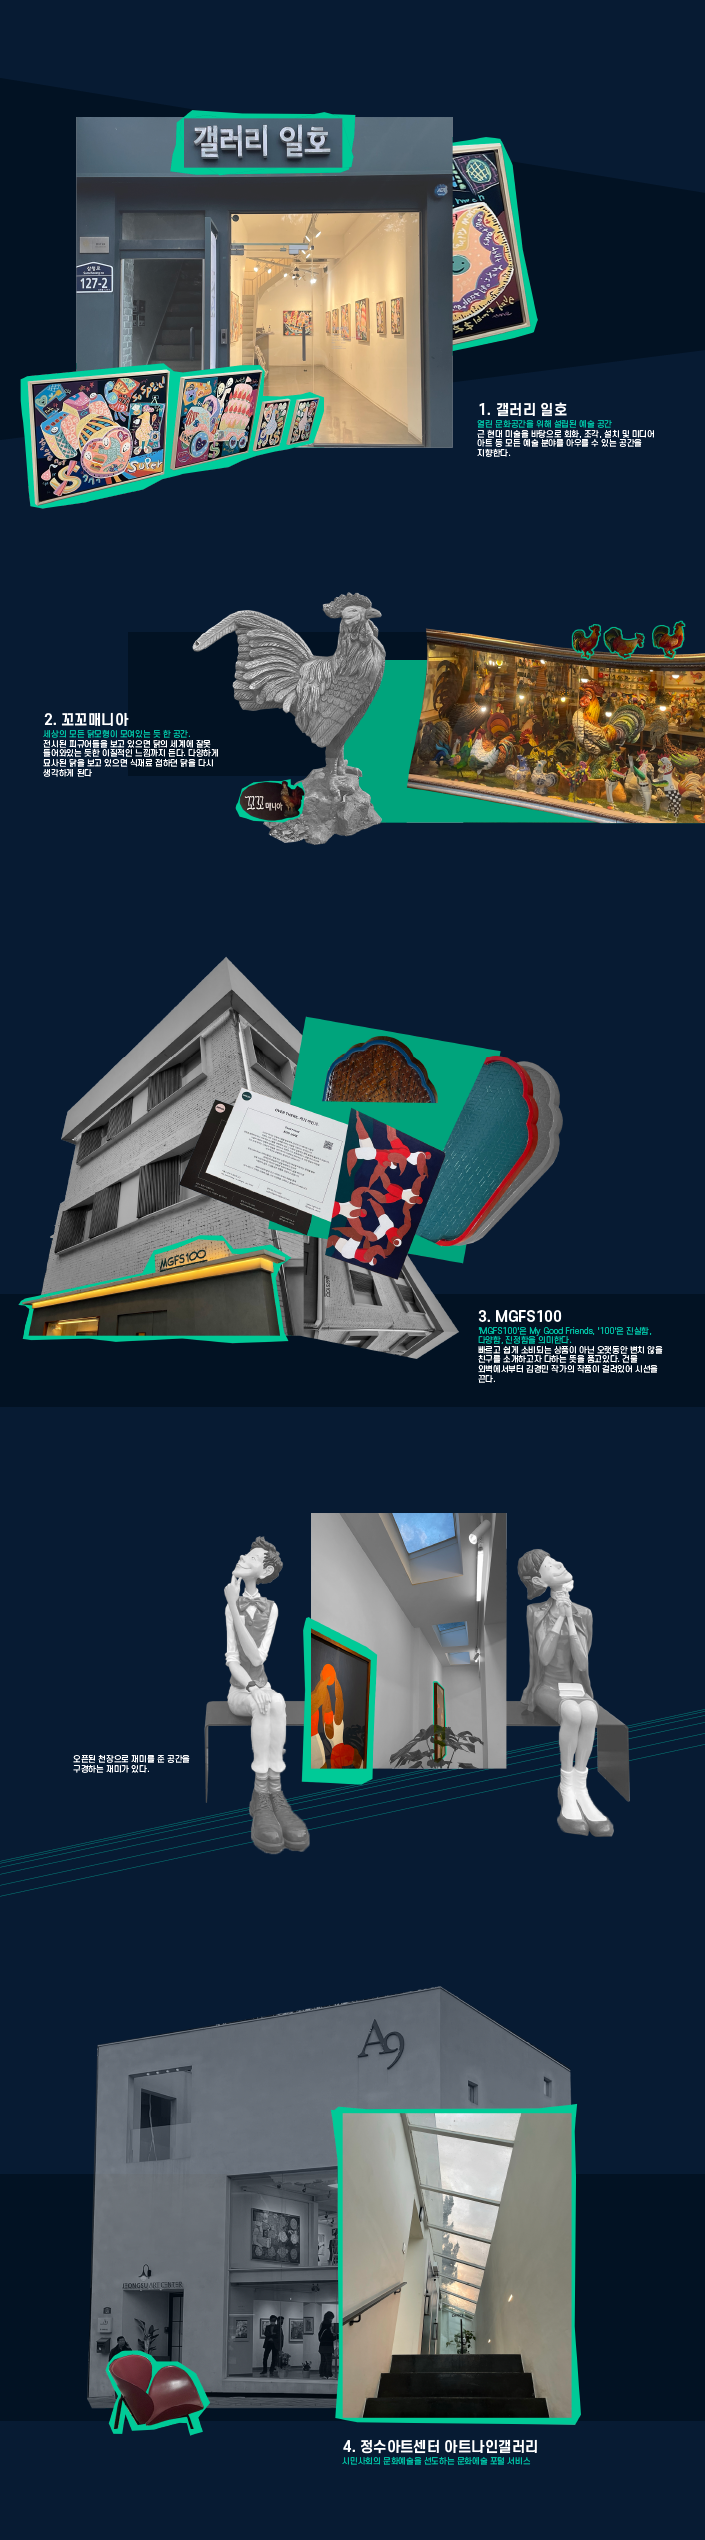 갤러리 일호
삼청로
127-2
So Special
Super
1. 갤러리 일호
열린 문화공간을 위해 설립된 예술 공간
근 현대 미술을 바탕으로 회화, 조각, 설치 및 미디어
아트 등 모든 예술 분야를 아우를 수 있는 공간을
지향한다.
2. 꼬꼬매니아
세상의 모든 닭모형이 모여있는 듯 한 공간.
전시된 피규어들을 보고 있으면 닭의 세계에 잘못
들어와있는 듯한 이질적인 느낌까지 든다. 다양하게
묘사된 닭을 보고 있으면 식재료 점하던 닭을 다시
생각하게 된다
꼬꼬매니아
MGFS100
3. MGFS100
'MGFS100'은 My Good Friends, '100'은 진실함,
다양함, 진정함을 의미한다.
빠르고 쉽게 소비되는 상품이 아닌 오랫동안 변치 않을
친구를 소개하고자 다하는 뜻을 품고있다. 건물
외벽에서부터 김경민 작가의 작품이 걸려있어 시선을
끈다.
오픈된 천장으로 재미를 준 공간을
구경하는 재미가 있다.
A9
JEONGSU ART CENTER
4. 정수아트센터 아트나인갤러리
시민사회의 문화예술을 선도하는 문화예술 포털 서비스